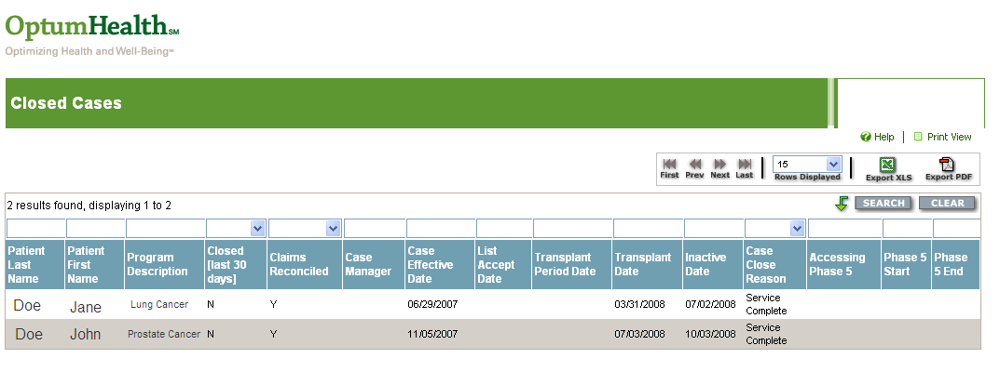 OptumHealth SM
Optimizing Health and Well-Being℠
Closed Cases
Help | Print View
First Prev Next Last 15 Rows Displayed Export XLS Export PDF
2 results found, displaying 1 to 2 SEARCH CLEAR
Patient Last Name Patient First Name Program Description Closed [last 30 days] Claims Reconciled Case Manager Case Effective Date List Accept Date Transplant Period Date Transplant Date Inactive Date Case Close Reason Accessing Phase 5 Phase 5 Start Phase 5 End
Doe Jane Lung Cancer N Y 06/29/2007 03/31/2008 07/02/2008 Service Complete
Doe John Prostate Cancer N Y 11/05/2007 07/03/2008 10/03/2008 Service Complete